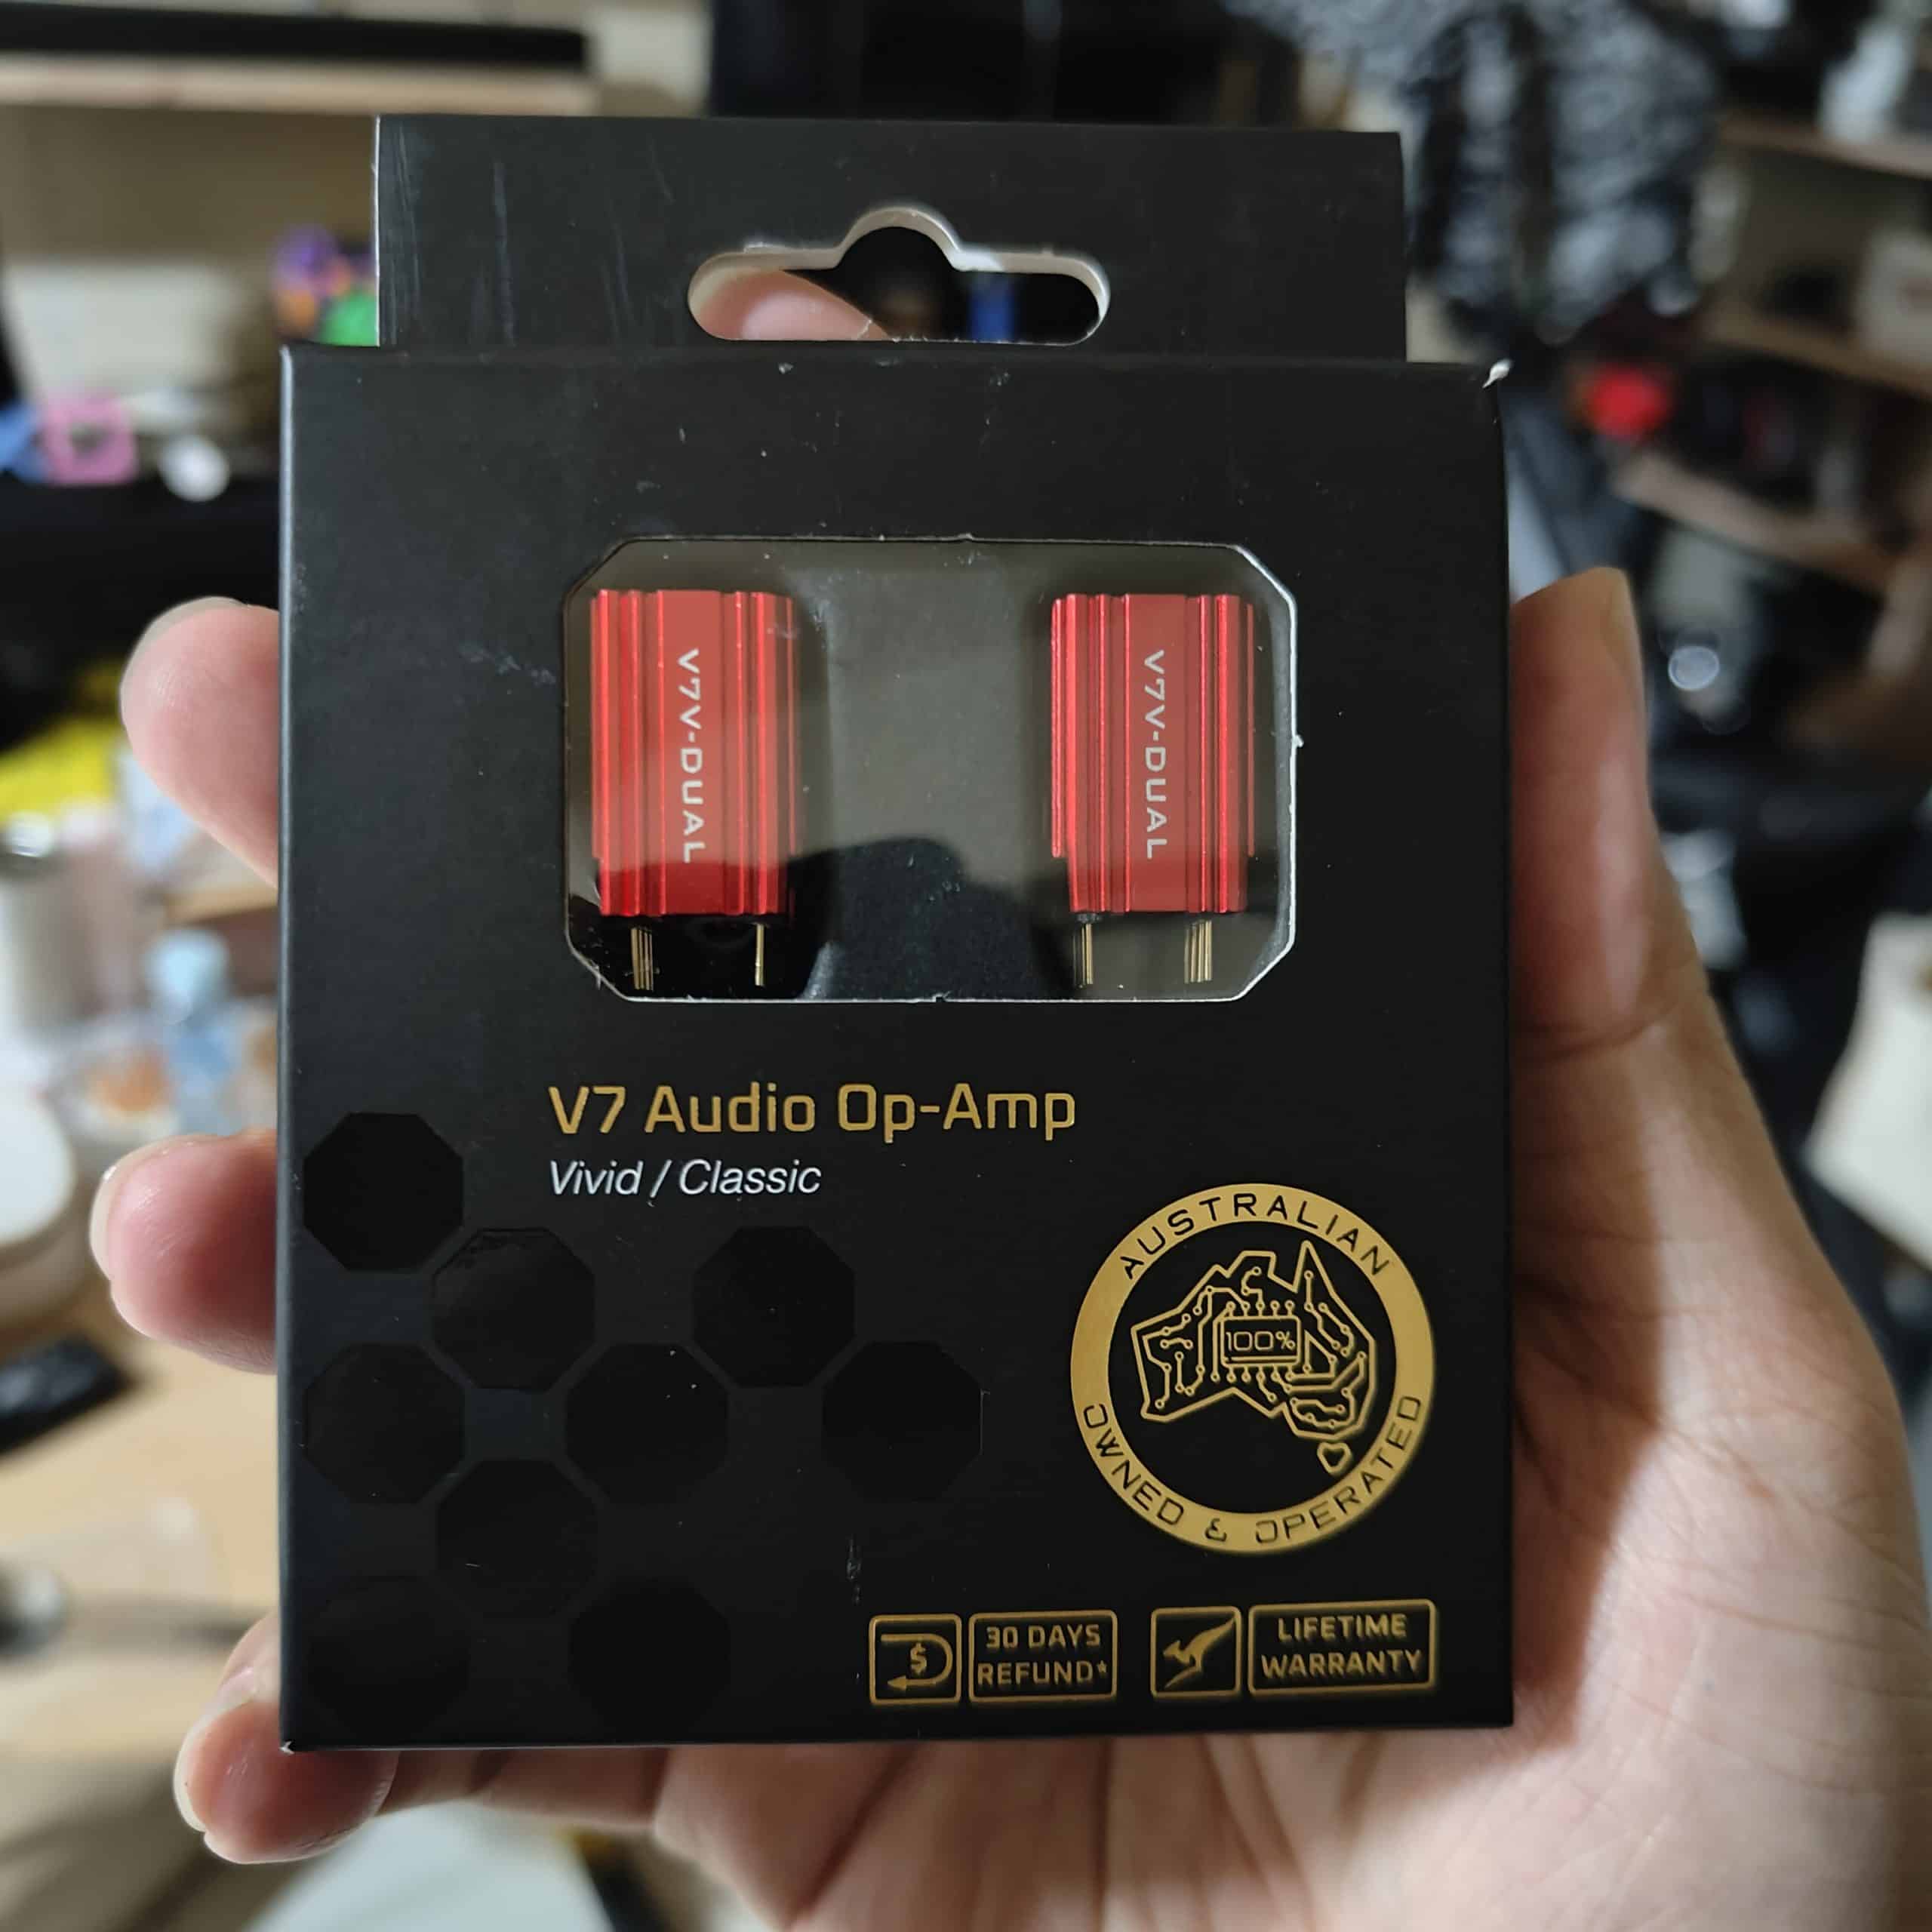 V7V-DUAL
V7V-DUAL
V7 Audio Op-Amp
Vivid / Classic
AUSTRALIAN
100%
OWNED & OPERATED
$
30 DAYS
REFUND*
LIFETIME
WARRANTY